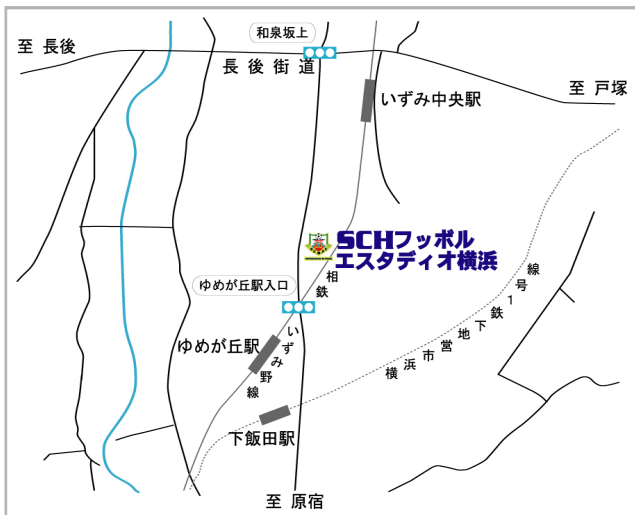 和泉坂上
至 長後
長後街道
至 戸塚
いずみ中央駅
SCHフッボル
エスタディオ横浜
ゆめが丘駅入口
相鉄いずみ野線
ゆめが丘駅
横浜市営地下鉄1号線
下飯田駅
至 原宿